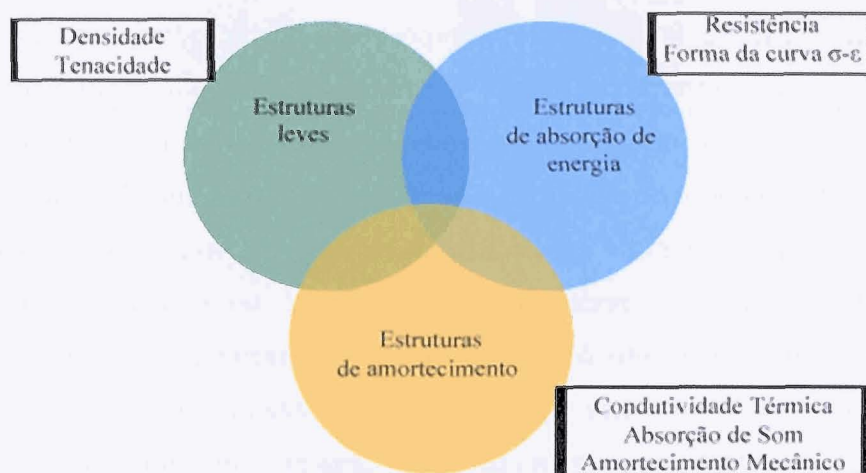 Densidade
Tenacidade
Resistência
Forma da curva σ-ε
Estruturas
leves
Estruturas
de absorção de
energia
Estruturas
de amortecimento
Condutividade Térmica
Absorção de Som
Amortecimento Mecânico